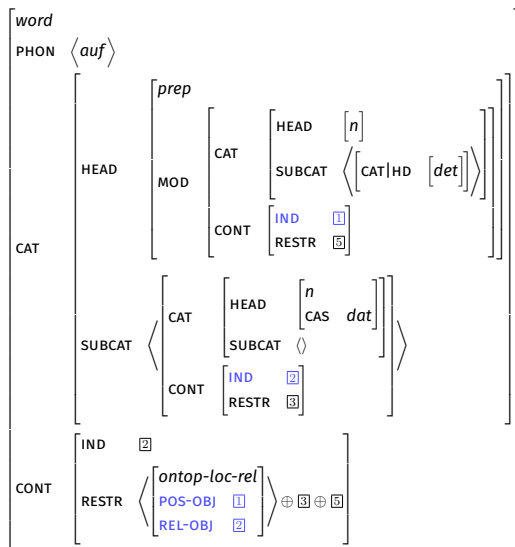 word
PHON ⟨auf⟩
prep
CAT HEAD [n]
SUBCAT ⟨[CAT|HD [det]]⟩
HEAD MOD
CONT IND 1
RESTR 5
CAT
CAT HEAD n
CAS dat
SUBCAT ⟨⟩
SUBCAT
CONT IND 2
RESTR 3
IND 2
CONT RESTR ontop-loc-rel
POS-OBJ 1 ⊕ 3 ⊕ 5
REL-OBJ 2